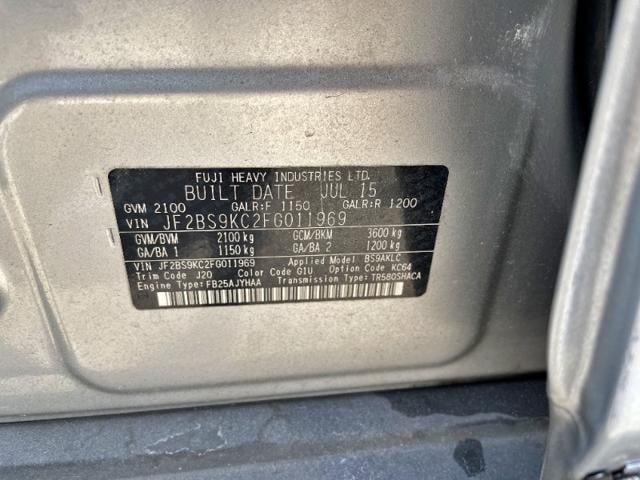 FUJI HEAVY INDUSTRIES LTD.
BUILT DATE JUL 15
GVM 2100 GALR:F 1150 GALR:R 1200
VIN JF2BS9KC2FG011969
GVM/BVM 2100 kg GCM/BKM 3600 kg
GA/BA 1 1150 kg GA/BA 2 1200 kg
VIN JF2BS9KC2FG011969 Applied Model BS9AKLC
Trim Code J20 Color Code G1U Option Code KC64
Engine Type: FB25AJYHAA Transmission Type: TR580SHACA